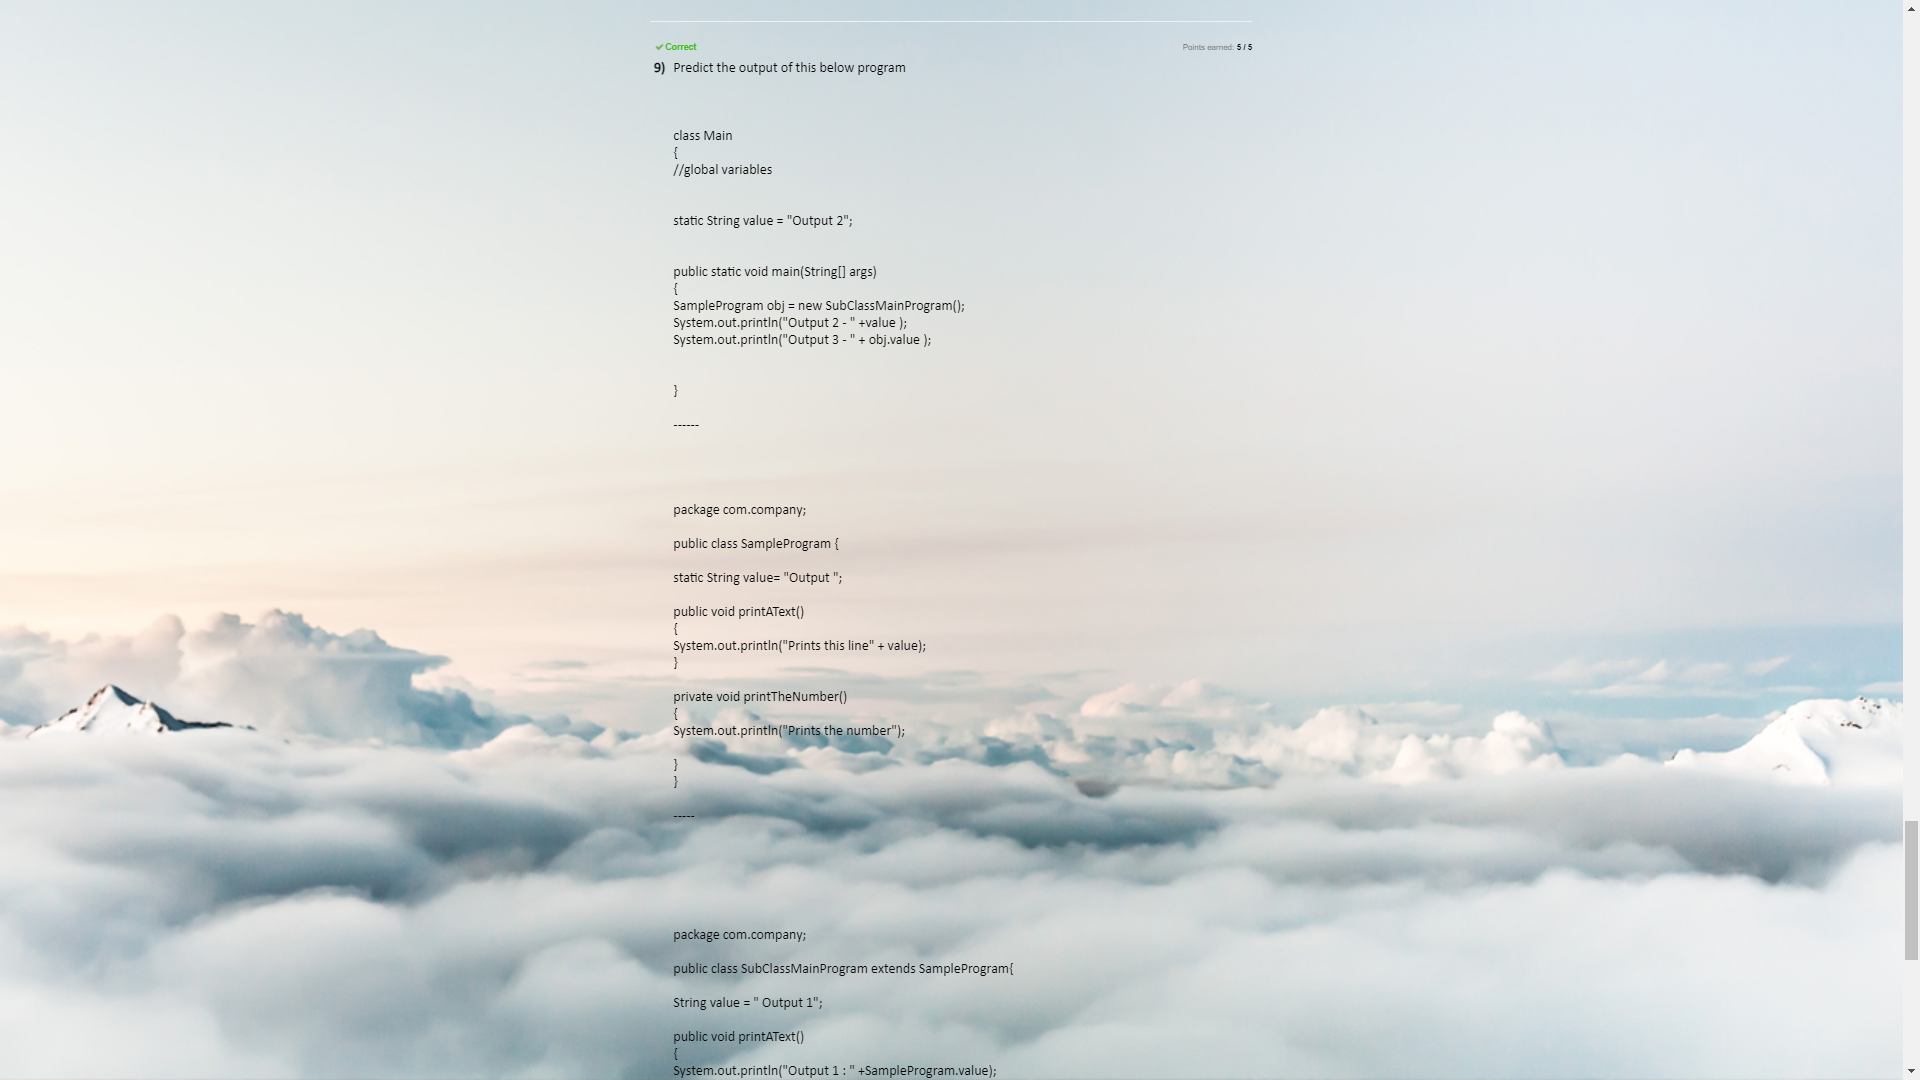 ✔ Correct
Points earned: 5 / 5
9) Predict the output of this below program
class Main
{
//global variables
static String value = "Output 2";
public static void main(String[] args)
{
SampleProgram obj = new SubClassMainProgram();
System.out.println("Output 2 - " +value );
System.out.println("Output 3 - " + obj.value );
}
------
package com.company;
public class SampleProgram {
static String value= "Output ";
public void printAText()
{
System.out.println("Prints this line" + value);
}
private void printTheNumber()
{
System.out.println("Prints the number");
}
}
-----
package com.company;
public class SubClassMainProgram extends SampleProgram{
String value = " Output 1";
public void printAText()
{
System.out.println("Output 1 : " +SampleProgram.value);